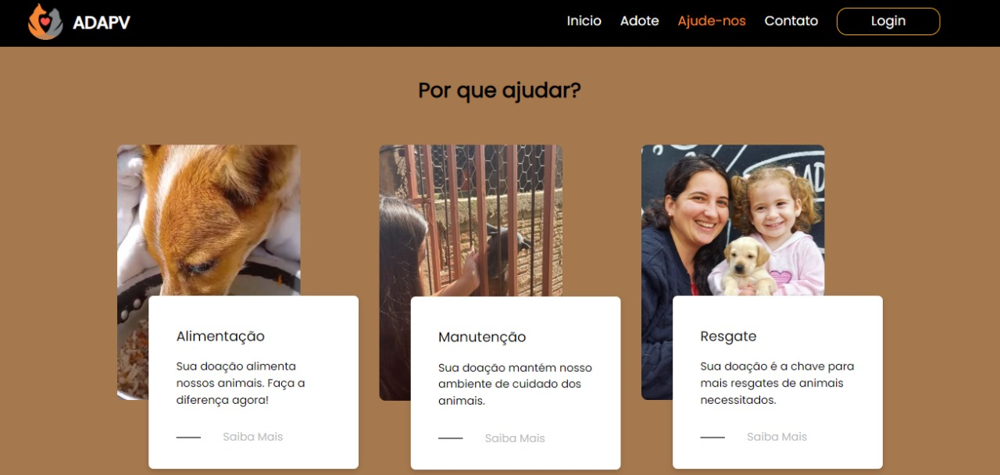 ADAPV
Inicio
Adote
Ajude-nos
Contato
Login
Por que ajudar?
Alimentação
Sua doação alimenta
nossos animais. Faça a
diferença agora!
Saiba Mais
Manutenção
Sua doação mantém nosso
ambiente de cuidado dos
animais.
Saiba Mais
Resgate
Sua doação é a chave para
mais resgates de animais
necessitados.
Saiba Mais